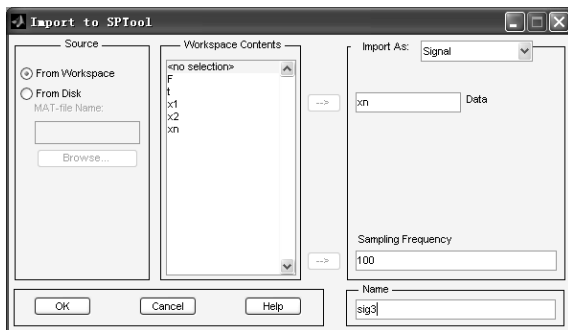 Import to SPTool
Source
From Workspace
From Disk
MAT-file Name:
Browse...
Workspace Contents
<no selection>
F
t
x1
x2
xn
-->
-->
Import As:
Signal
xn
Data
Sampling Frequency
100
Name
sig3
OK
Cancel
Help